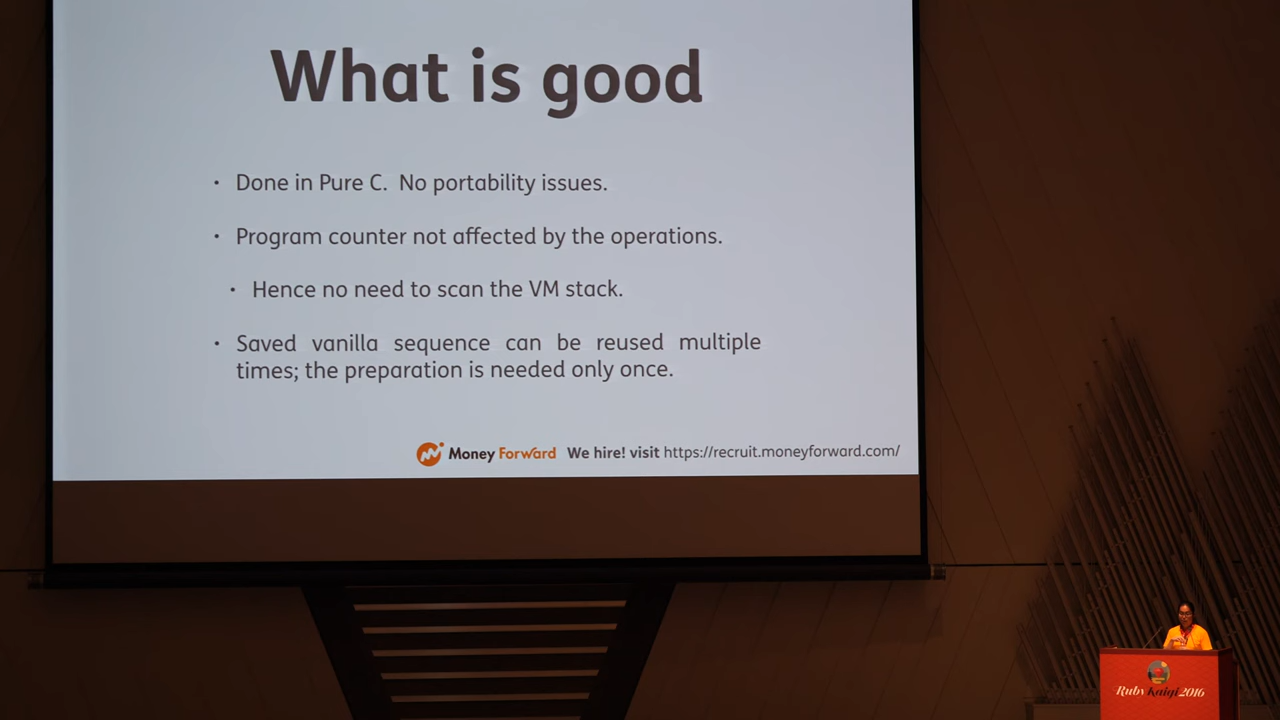 What is good
· Done in Pure C. No portability issues.
· Program counter not affected by the operations.
· Hence no need to scan the VM stack.
· Saved vanilla sequence can be reused multiple
times; the preparation is needed only once.
Money Forward We hire! visit https://recruit.moneyforward.com/
RubyKaigi 2016